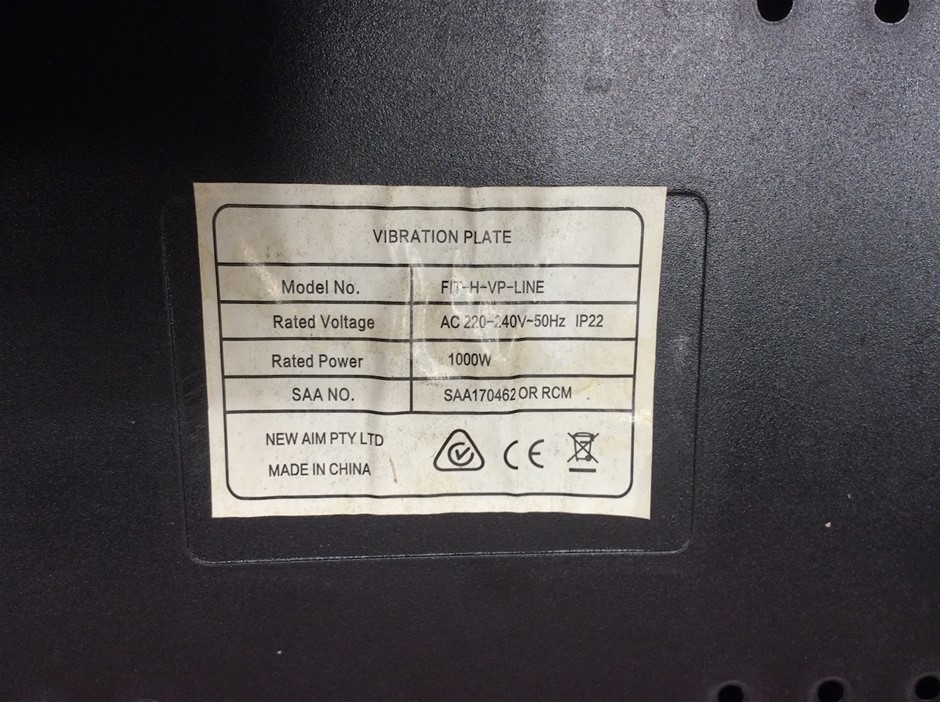 VIBRATION PLATE
Model No. FIT-H-VP-LINE
Rated Voltage AC 220-240V~50Hz IP22
Rated Power 1000W
SAA NO. SAA170462 OR RCM
NEW AIM PTY LTD
MADE IN CHINA
CE